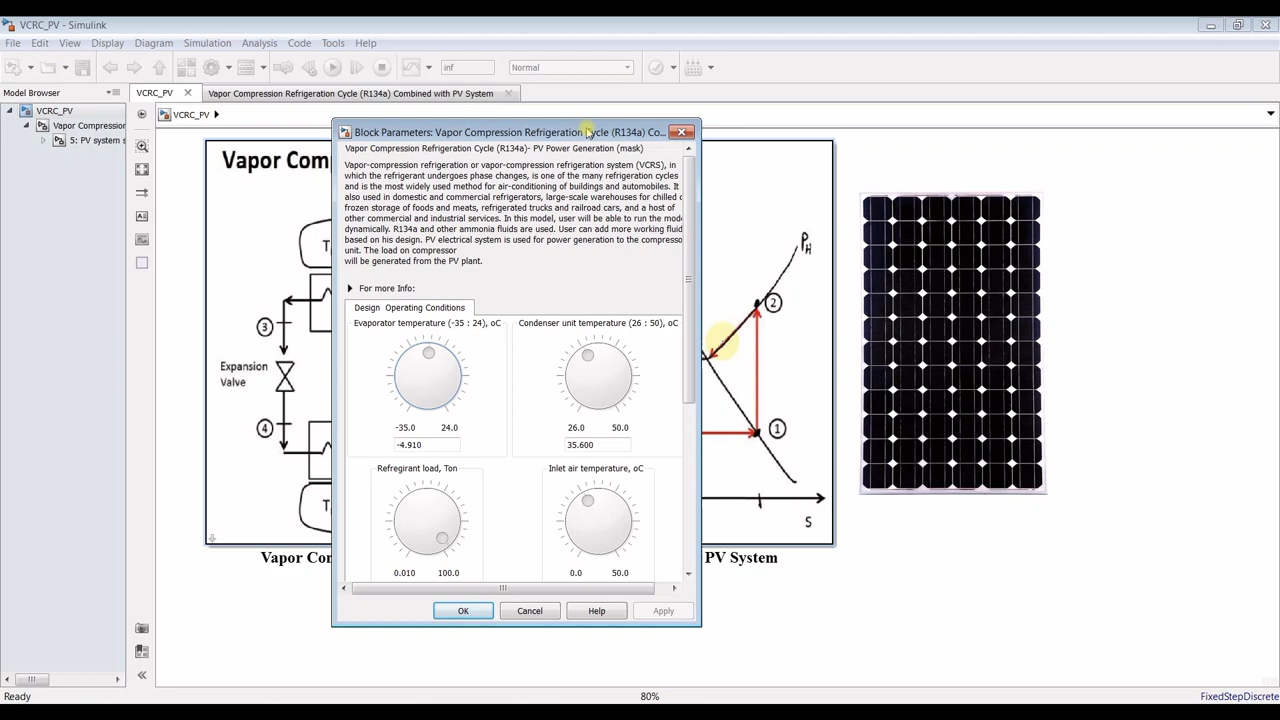 VCRC_PV - Simulink
File Edit View Display Diagram Simulation Analysis Code Tools Help
inf Normal
Model Browser VCRC_PV Vapor Compression Refrigeration Cycle (R134a) Combined with PV System
VCRC_PV
VCRC_PV
Vapor Compression
5: PV system s
Vapor Com
Block Parameters: Vapor Compression Refrigeration Cycle (R134a) Co...
Vapor Compression Refrigeration Cycle (R134a)- PV Power Generation (mask)
Vapor-compression refrigeration or vapor-compression refrigeration system (VCRS), in
which the refrigerant undergoes phase changes, is one of the many refrigeration cycles
and is the most widely used method for air-conditioning of buildings and automobiles. It
also used in domestic and commercial refrigerators, large-scale warehouses for chilled
frozen storage of foods and meats, refrigerated trucks and railroad cars, and a host of
other commercial and industrial services. In this model, user will be able to run the mode
dynamically. R134a and other ammonia fluids are used. User can add more working fluid
based on his design. PV electrical system is used for power generation to the compresso
unit. The load on compressor
will be generated from the PV plant.
For more Info:
Design Operating Conditions
Evaporator temperature (-35 : 24), oC
-35.0 24.0
-4.910
Condenser unit temperature (26 : 50), oC
26.0 50.0
35.600
Refrigirant load, Ton
0.010 100.0
Inlet air temperature, oC
0.0 50.0
OK Cancel Help Apply
T
3
Expansion
Valve
4
T
PH
2
1
S
Vapor Con
PV System
Ready 80% FixedStepDiscrete